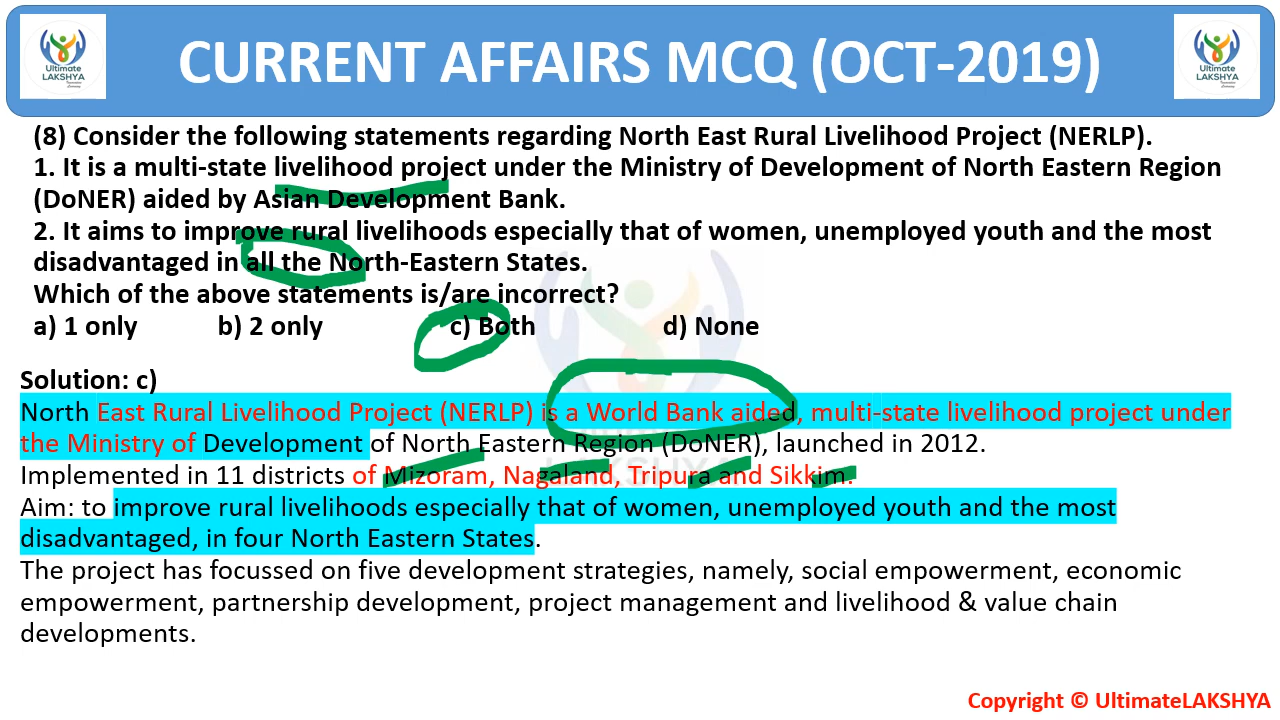 Ultimate
LAKSHYA
CURRENT AFFAIRS MCQ (OCT-2019)
Ultimate
LAKSHYA
(8) Consider the following statements regarding North East Rural Livelihood Project (NERLP).
1. It is a multi-state livelihood project under the Ministry of Development of North Eastern Region
(DoNER) aided by Asian Development Bank.
2. It aims to improve rural livelihoods especially that of women, unemployed youth and the most
disadvantaged in all the North-Eastern States.
Which of the above statements is/are incorrect?
a) 1 only b) 2 only c) Both d) None
Solution: c)
North East Rural Livelihood Project (NERLP) is a World Bank aided, multi-state livelihood project under
the Ministry of Development of North Eastern Region (DoNER), launched in 2012.
Implemented in 11 districts of Mizoram, Nagaland, Tripura and Sikkim.
Aim: to improve rural livelihoods especially that of women, unemployed youth and the most
disadvantaged, in four North Eastern States.
The project has focussed on five development strategies, namely, social empowerment, economic
empowerment, partnership development, project management and livelihood & value chain
developments.
LAKSHYA
Copyright © UltimateLAKSHYA